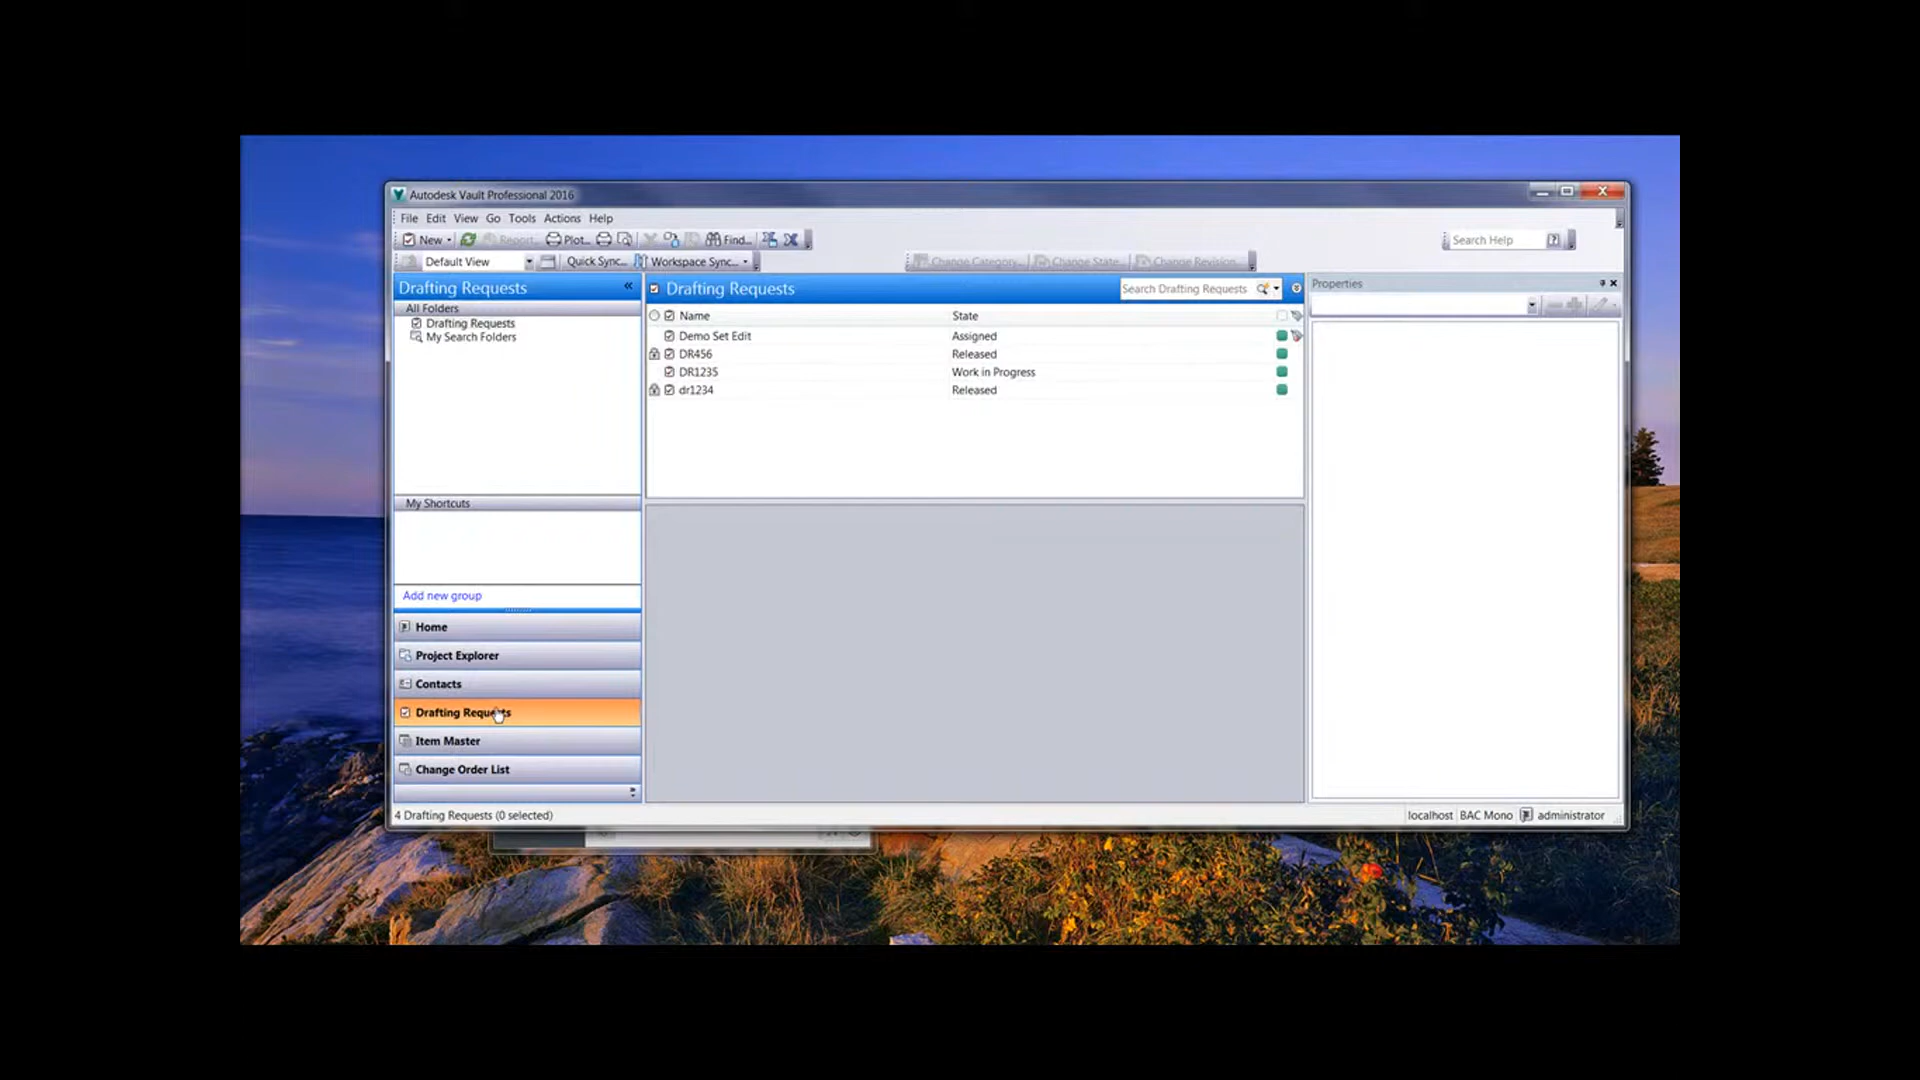 Autodesk Vault Professional 2016
File Edit View Go Tools Actions Help
New Report... Plot... Find... Search Help
Default View Quick Sync... Workspace Sync... Change Category... Change State... Change Revision...
Drafting Requests
All Folders
Drafting Requests
My Search Folders
My Shortcuts
Add new group
Home
Project Explorer
Contacts
Drafting Requests
Item Master
Change Order List
Drafting Requests Search Drafting Requests
Name State
Demo Set Edit Assigned
DR456 Released
DR1235 Work in Progress
dr1234 Released
Properties
4 Drafting Requests (0 selected) localhost BAC Mono administrator